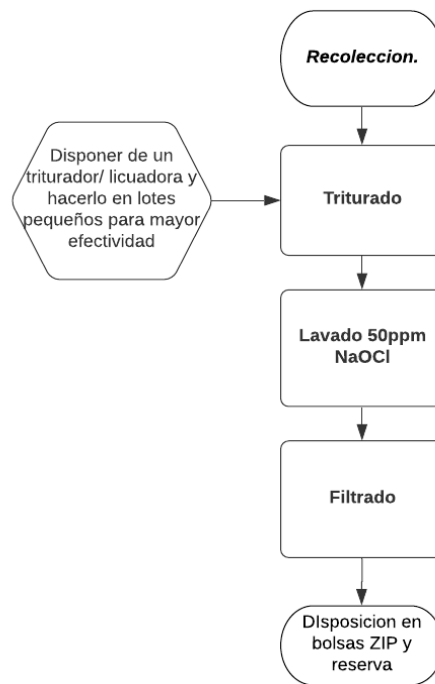 Recoleccion.
Disponer de un
triturador/ licuadora y
hacerlo en lotes
pequeños para mayor
efectividad
Triturado
Lavado 50ppm
NaOCl
Filtrado
DIsposicion en
bolsas ZIP y
reserva